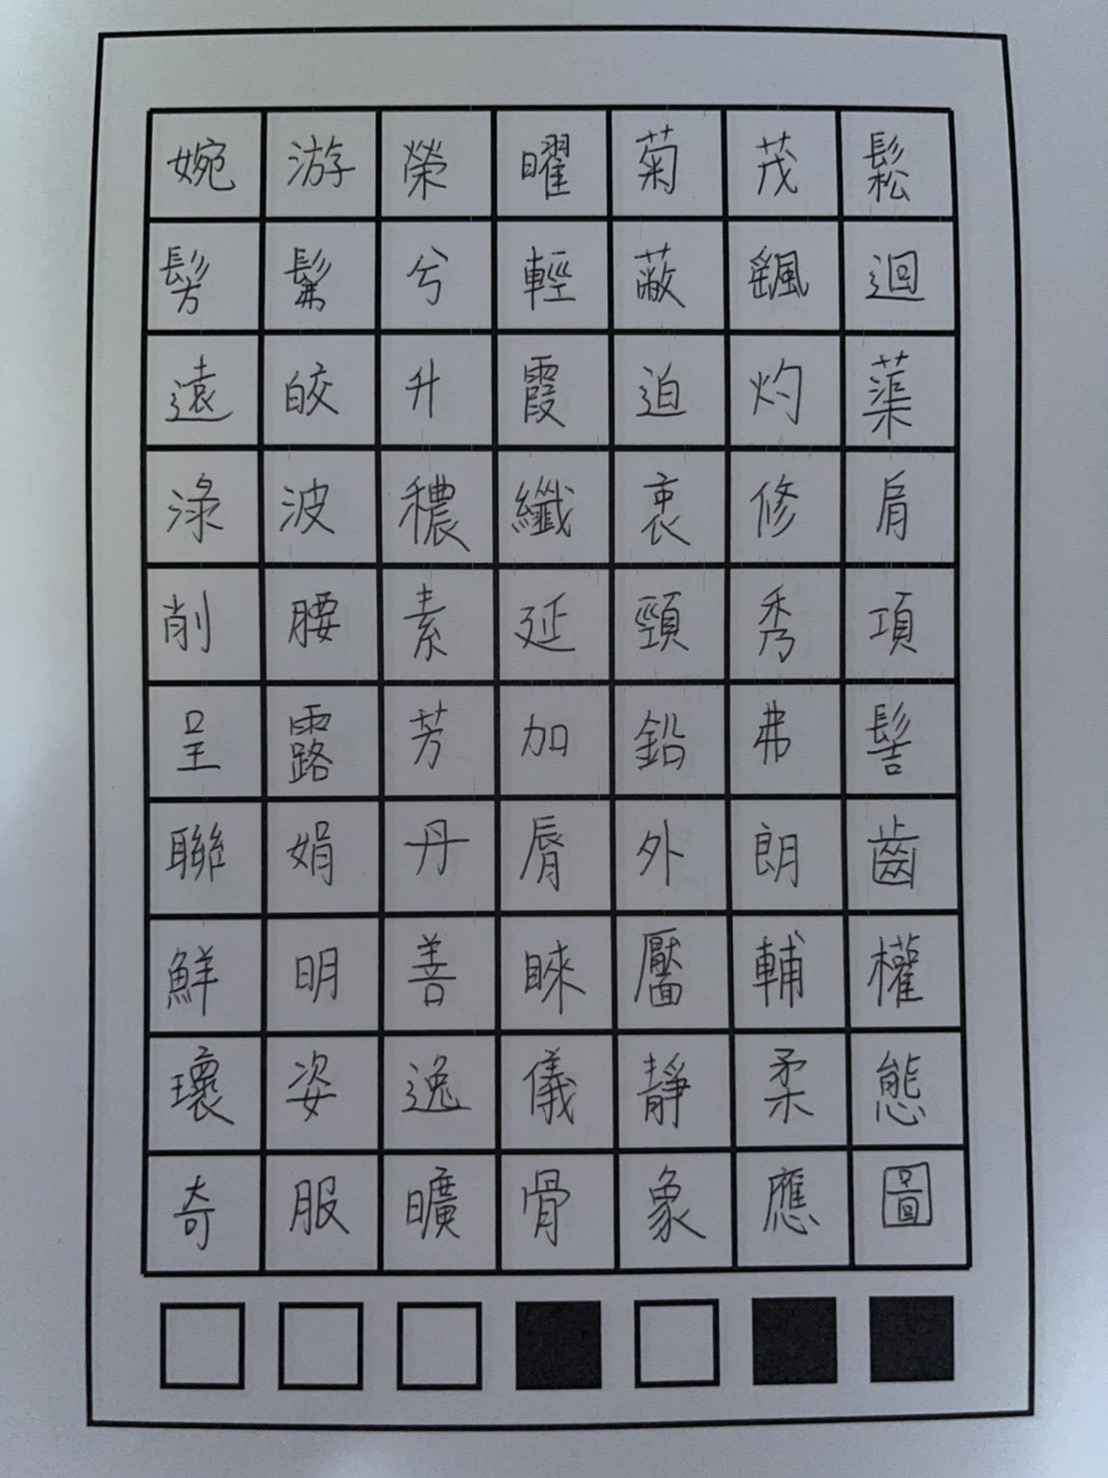 婉游榮曜菊茂鬆
髣髴兮輕蔽飄迴
遠皎升霞迫灼蕖
淥波穠纖衷修肩
削腰素延頸秀項
呈露芳加鉛弗髻
聯娟丹脣外朗齒
鮮明善睞靨輔權
瓌姿逸儀靜柔態
奇服曠骨象應圖